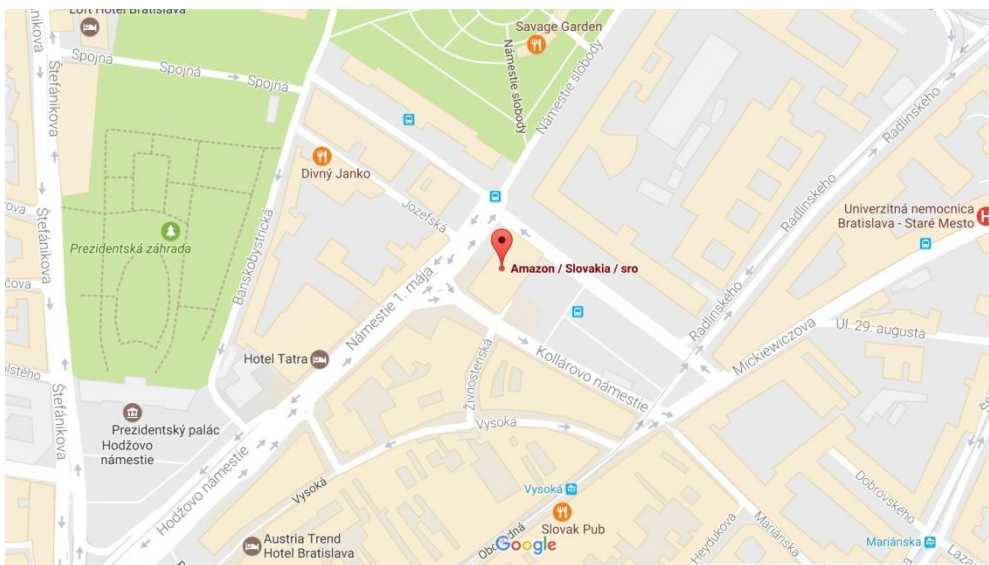 Loft Hotel Bratislava
Savage Garden
Štefánikova
Štefánikova
Spojná
Spojná
Spojná
Námestie slobody
Námestie slobody
Radlinského
Divný Janko
Radlinského
Jozefská
Univerzitná nemocnica
Bratislava - Staré Mesto
H
Štefánikova
Banskobystrická
Prezidentská záhrada
Amazon / Slovakia / sro
Námestie 1. mája
Radlinského
Mickiewiczova
Ul. 29. augusta
Hotel Tatra
Živnostenská
Kollárovo námestie
Štefánikova
Prezidentský palác
Hodžovo
námestie
Vysoká
Hodžovo námestie
Vysoká
Vysoká
Dobrovského
Slovak Pub
Austria Trend
Hotel Bratislava
Google
Heydukova
Mariánska
Mariánska